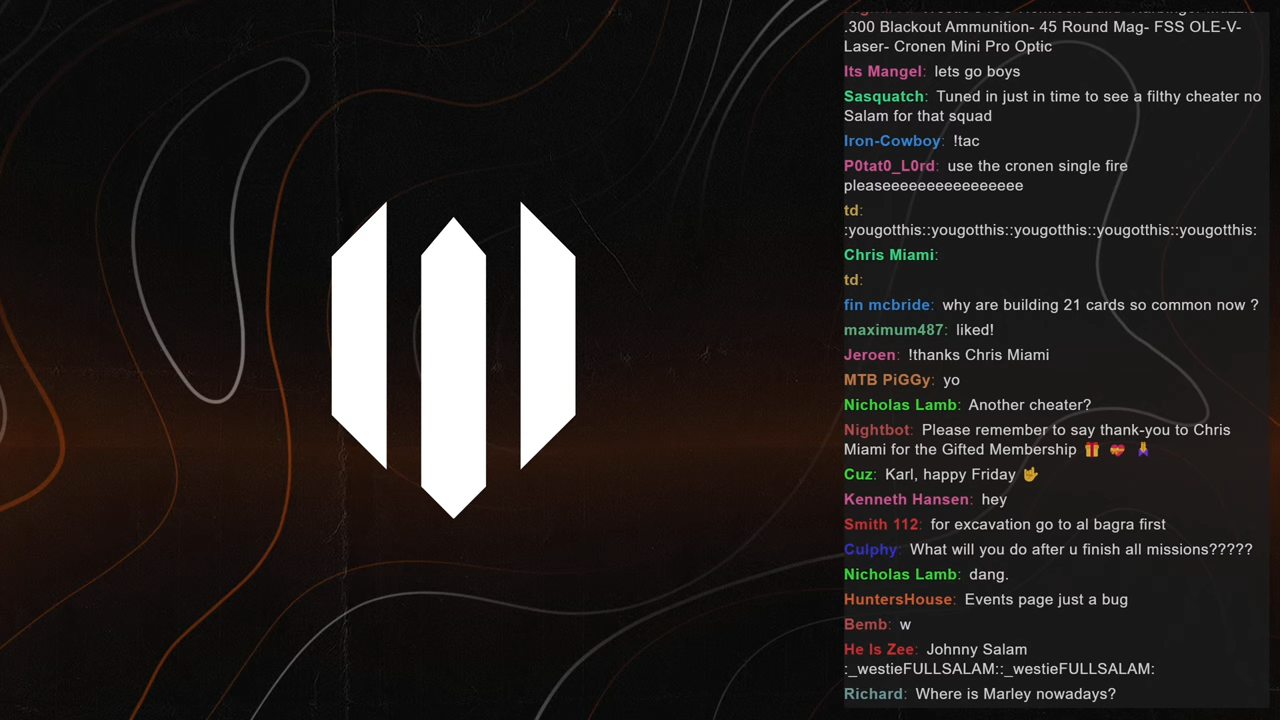 .300 Blackout Ammunition- 45 Round Mag- FSS OLE-V-
Laser- Cronen Mini Pro Optic
Its Mangel: lets go boys
Sasquatch: Tuned in just in time to see a filthy cheater no
Salam for that squad
Iron-Cowboy: !tac
P0tat0_L0rd: use the cronen single fire
pleaseeeeeeeeeeeeeeee
td:
:yougotthis::yougotthis::yougotthis::yougotthis::yougotthis:
Chris Miami:
td:
fin mcbride: why are building 21 cards so common now ?
maximum487: liked!
Jeroen: !thanks Chris Miami
MTB PiGGy: yo
Nicholas Lamb: Another cheater?
Nightbot: Please remember to say thank-you to Chris
Miami for the Gifted Membership 🎁 💝 🙏
Cuz: Karl, happy Friday 🤟
Kenneth Hansen: hey
Smith 112: for excavation go to al bagra first
Culphy: What will you do after u finish all missions?????
Nicholas Lamb: dang.
HuntersHouse: Events page just a bug
Bemb: w
He Is Zee: Johnny Salam
:_westieFULLSALAM::_westieFULLSALAM:
Richard: Where is Marley nowadays?